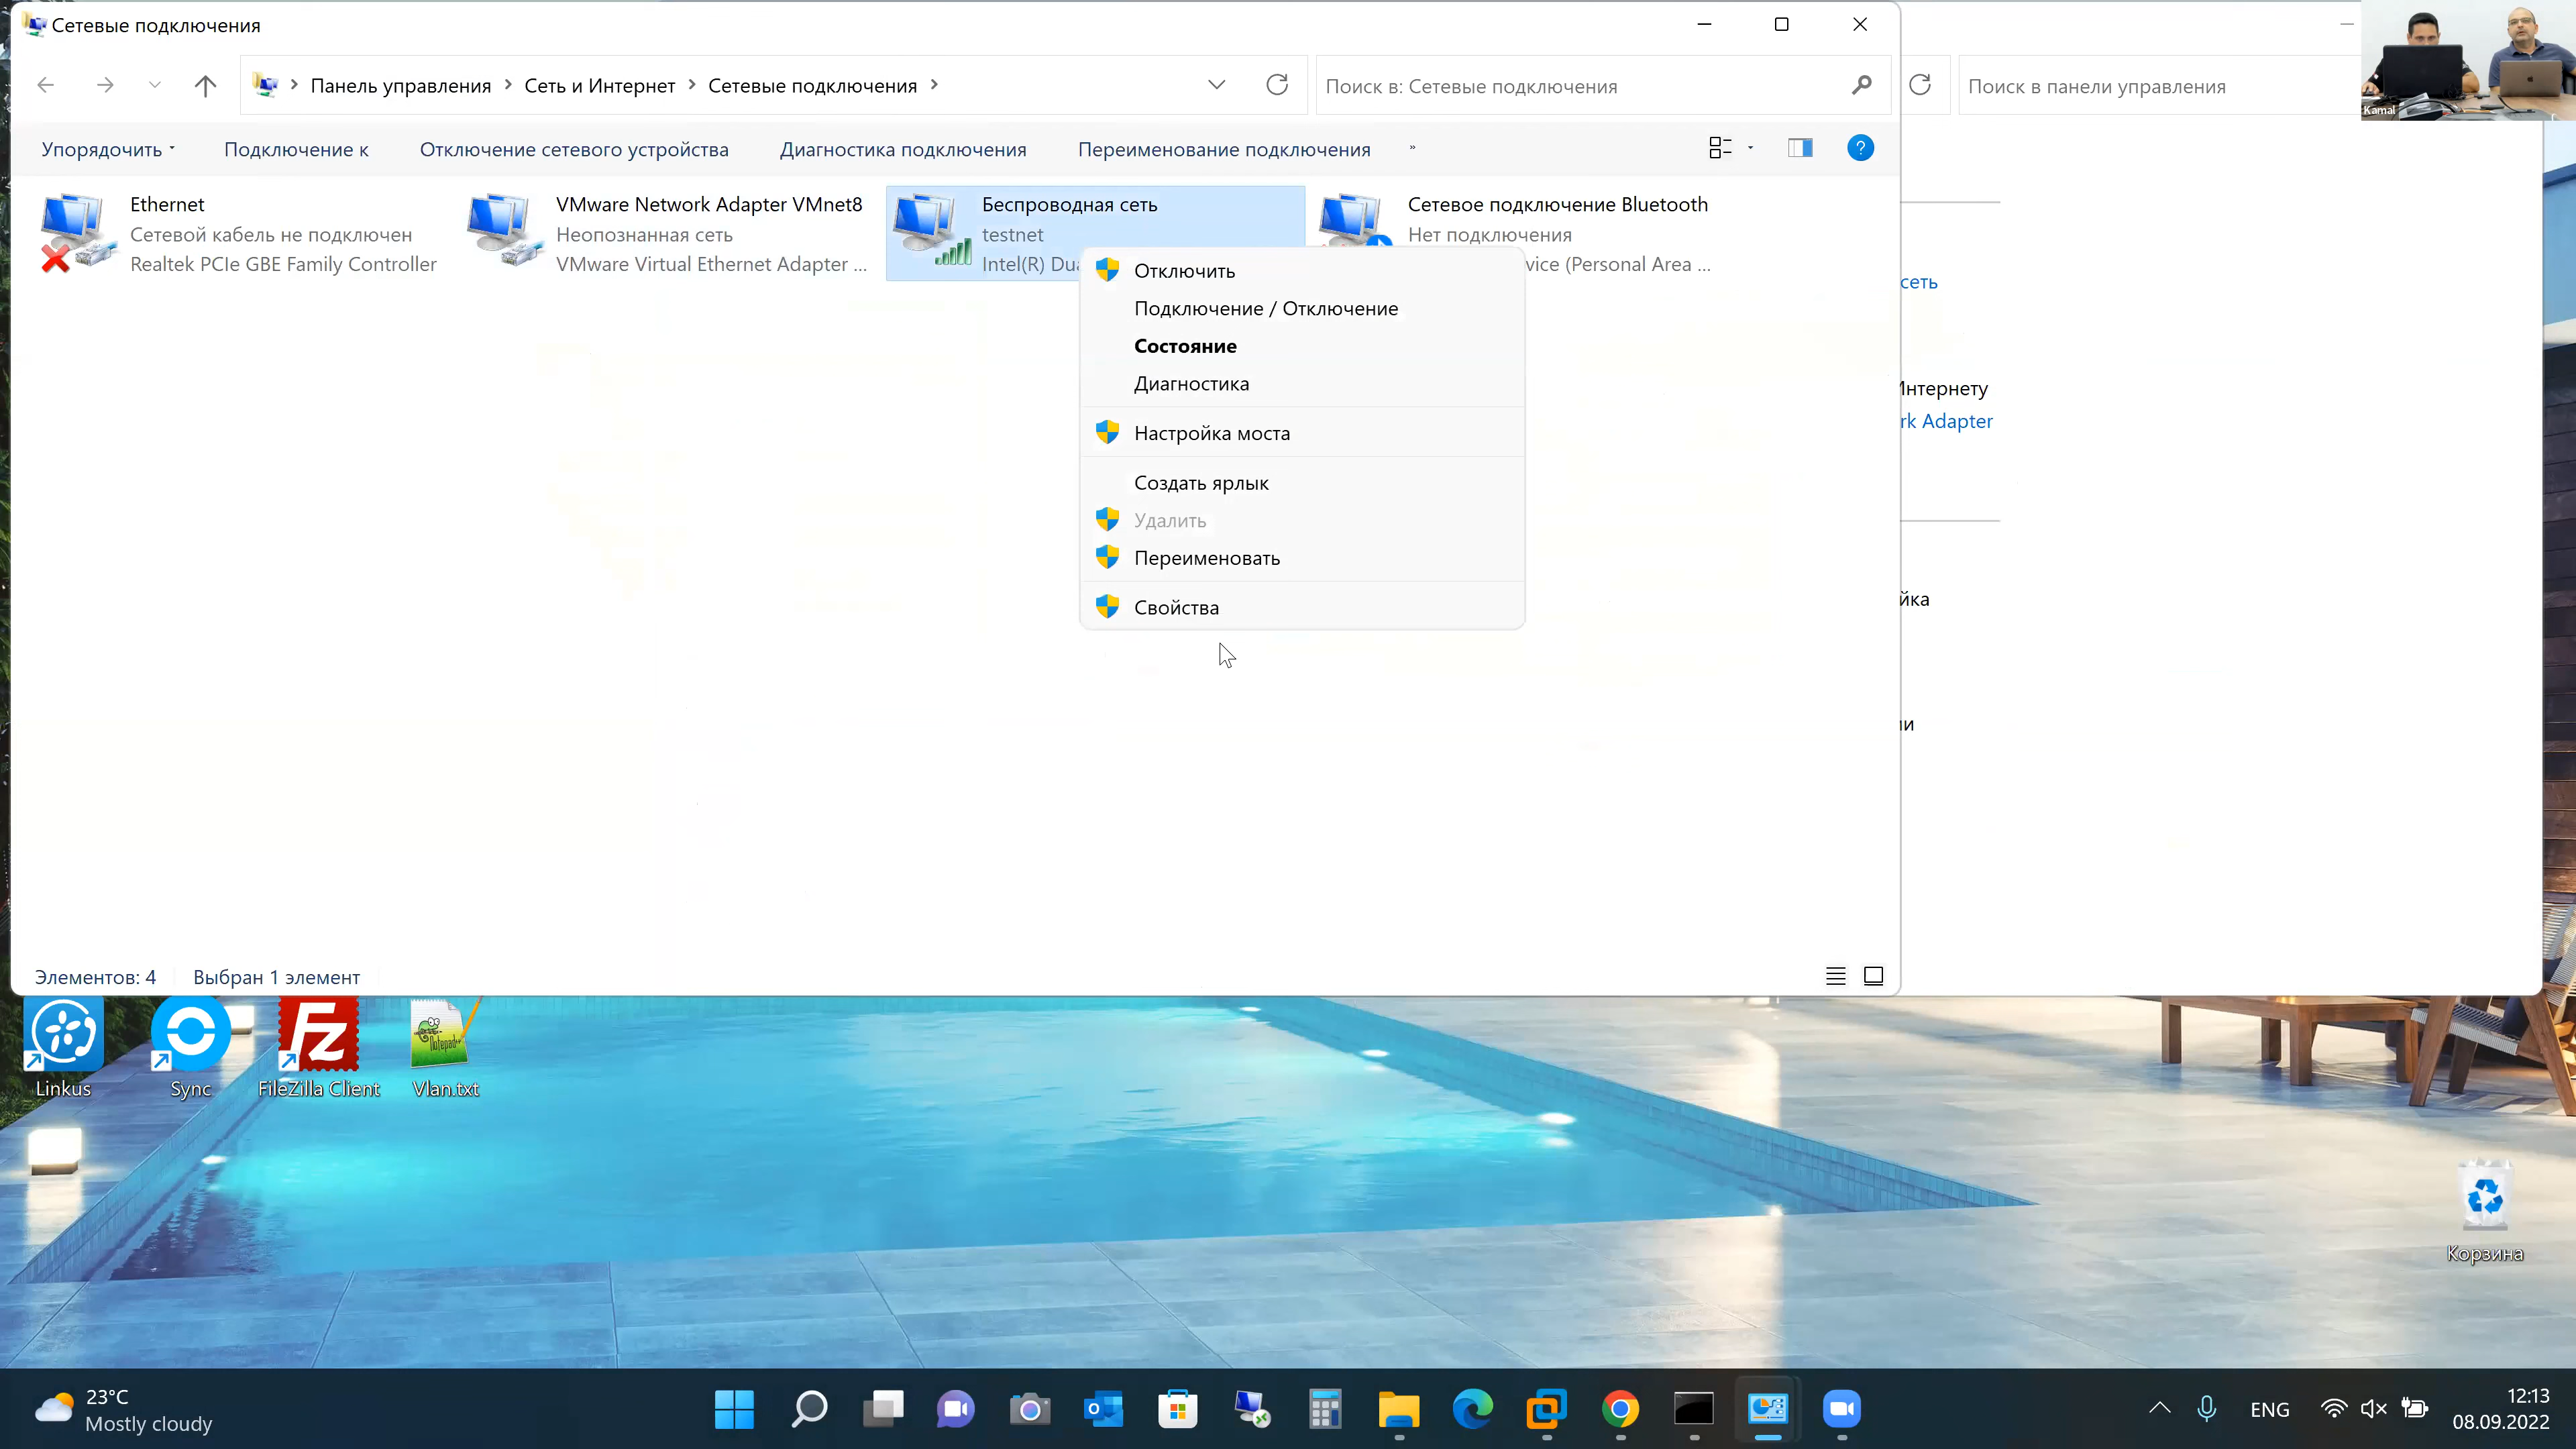 Сетевые подключения
Kamal
Панель управления > Сеть и Интернет > Сетевые подключения >
Поиск в: Сетевые подключения
Поиск в панели управления
Упорядочить
Подключение к
Отключение сетевого устройства
Диагностика подключения
Переименование подключения
»
?
Ethernet
Сетевой кабель не подключен
Realtek PCIe GBE Family Controller
VMware Network Adapter VMnet8
Неопознанная сеть
VMware Virtual Ethernet Adapter ...
Беспроводная сеть
testnet
Intel(R) Dua
Сетевое подключение Bluetooth
Нет подключения
vice (Personal Area ...
Отключить
Подключение / Отключение
Состояние
Диагностика
Настройка моста
Создать ярлык
Удалить
Переименовать
Свойства
сеть
Интернету
rk Adapter
йка
Элементов: 4
Выбран 1 элемент
Linkus
Sync
FileZilla Client
Vlan.txt
Корзина
23°C
Mostly cloudy
ENG
12:13
08.09.2022